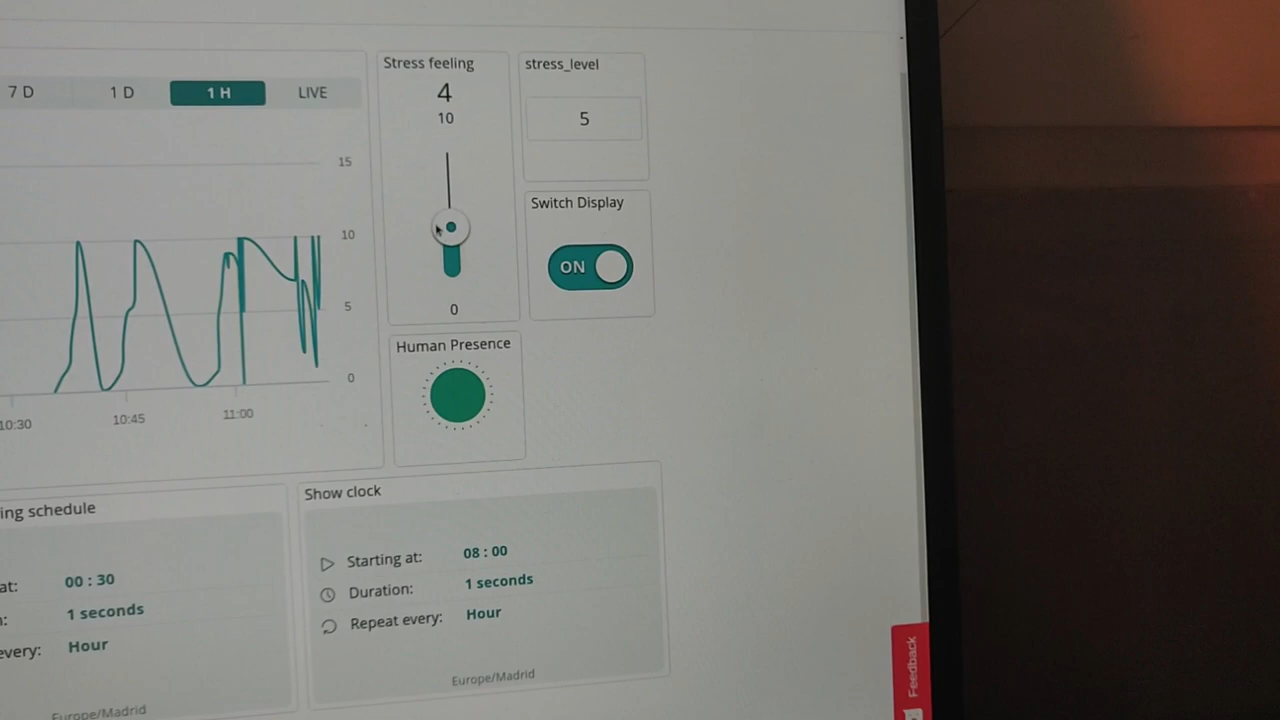 7 D
1 D
1 H
LIVE
15
10
5
0
10:30
10:45
11:00
Stress feeling
4
10
0
stress_level
5
Switch Display
ON
Human Presence
ing schedule
at:
00 : 30
1 seconds
every:
Hour
Europe/Madrid
Show clock
Starting at:
08 : 00
Duration:
1 seconds
Repeat every:
Hour
Europe/Madrid
Feedback